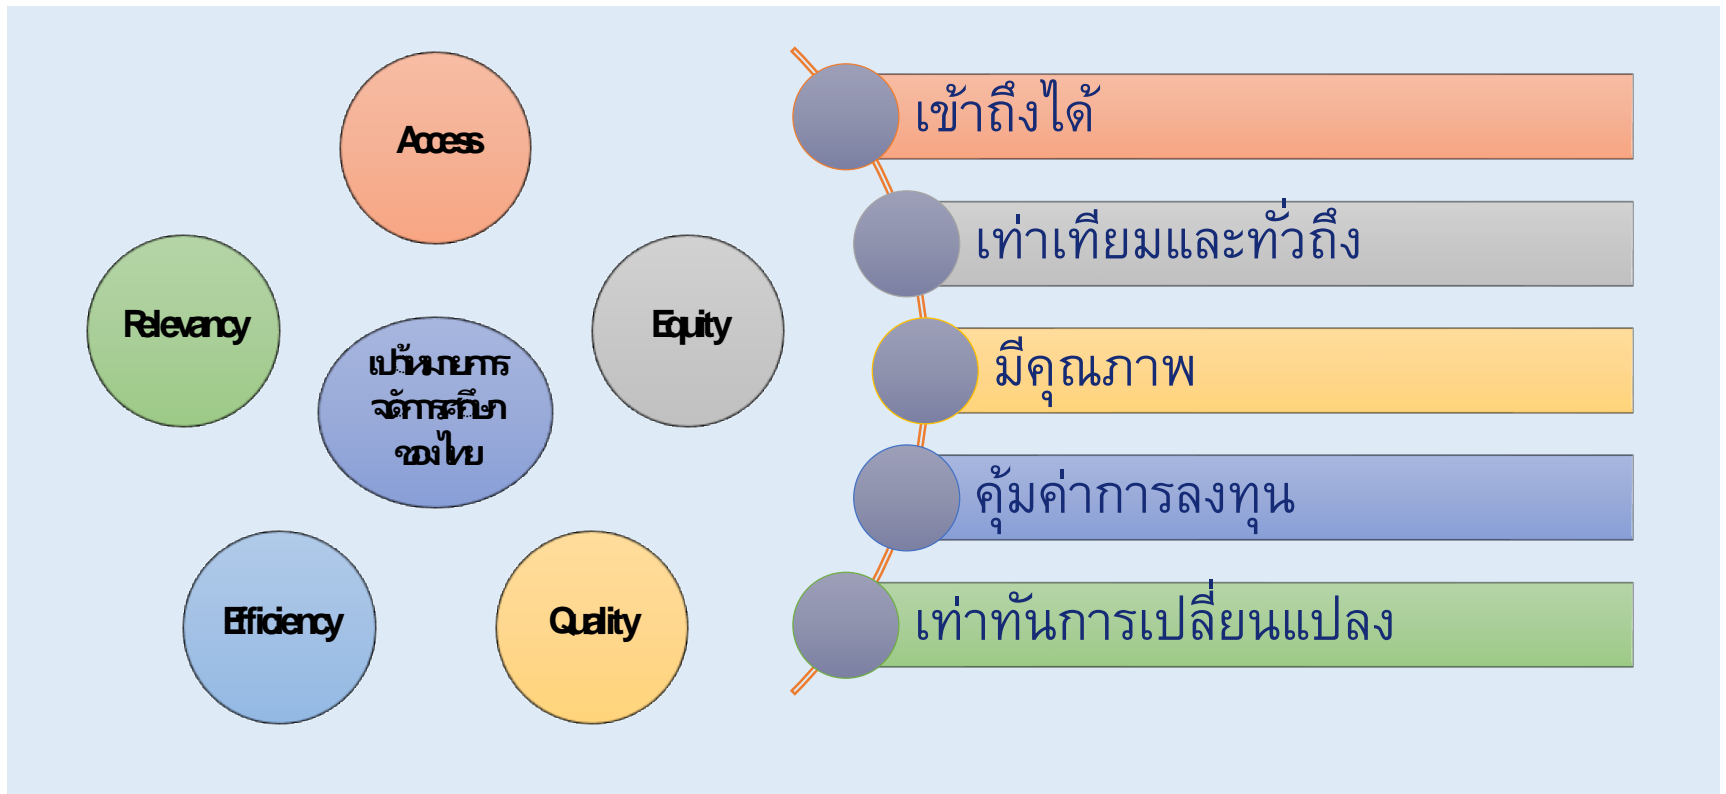 Access
Relevancy
Equity
เป้าหมายการ
จัดการศึกษา
ของไทย
Efficiency
Quality
เข้าถึงได้
เท่าเทียมและทั่วถึง
มีคุณภาพ
คุ้มค่าการลงทุน
เท่าทันการเปลี่ยนแปลง